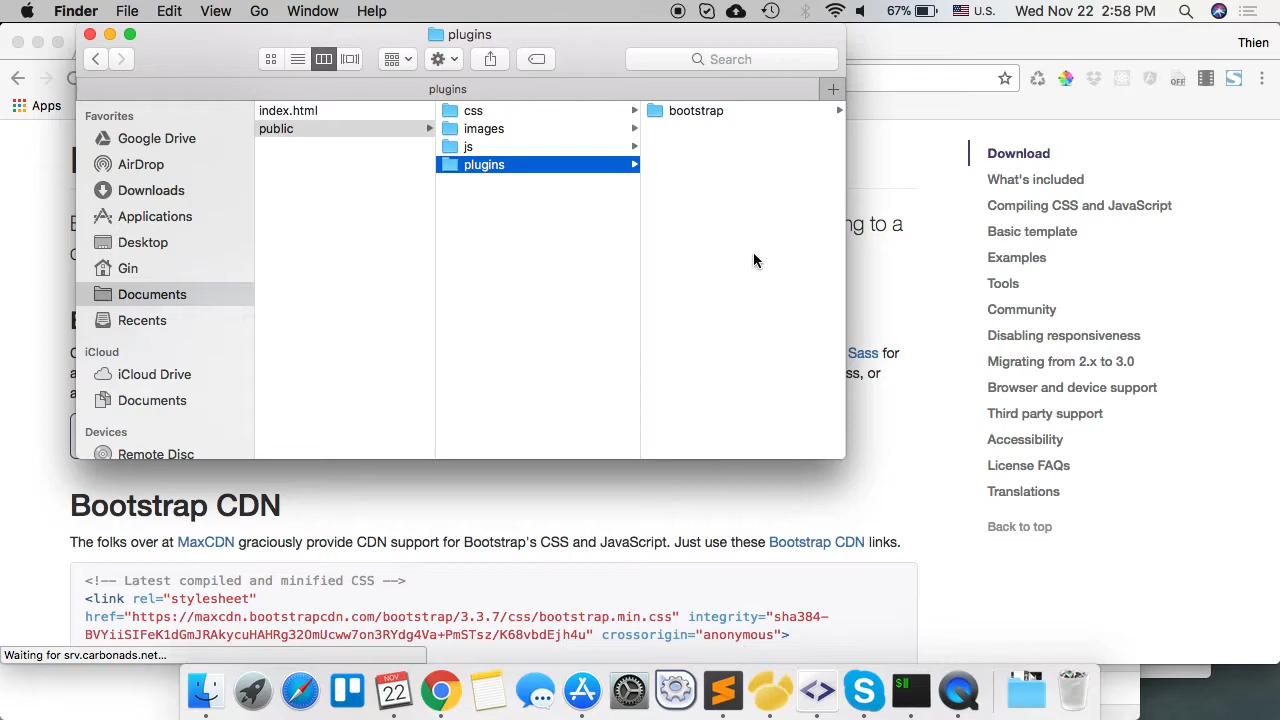 Finder File Edit View Go Window Help 67% U.S. Wed Nov 22 2:58 PM
plugins
Thien
Search
plugins
Apps
Favorites
Google Drive
AirDrop
Downloads
Applications
Desktop
Gin
Documents
Recents
iCloud
iCloud Drive
Documents
Devices
Remote Disc
index.html
public
css
images
js
plugins
bootstrap
ng to a
Sass for
ss, or
Download
What's included
Compiling CSS and JavaScript
Basic template
Examples
Tools
Community
Disabling responsiveness
Migrating from 2.x to 3.0
Browser and device support
Third party support
Accessibility
License FAQs
Translations
Back to top
Bootstrap CDN
The folks over at MaxCDN graciously provide CDN support for Bootstrap's CSS and JavaScript. Just use these Bootstrap CDN links.
<!-- Latest compiled and minified CSS -->
<link rel="stylesheet"
href="https://maxcdn.bootstrapcdn.com/bootstrap/3.3.7/css/bootstrap.min.css" integrity="sha384-
BVYiiSIFeK1dGmJRAkycuHAHRg32OmUcww7on3RYdg4Va+PmSTsz/K68vbdEjh4u" crossorigin="anonymous">
Waiting for srv.carbonads.net...
NOV
22